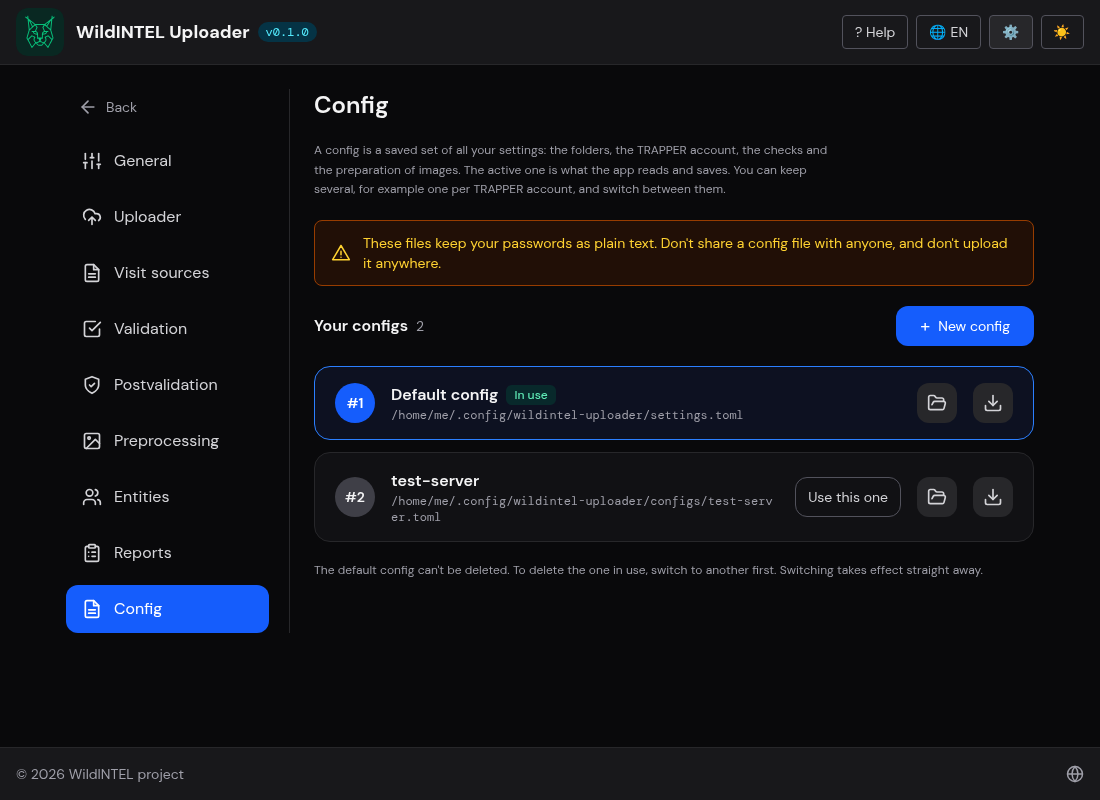 WildINTEL Uploader v0.1.0
? Help
EN
Back
Config
A config is a saved set of all your settings: the folders, the TRAPPER account, the checks and
the preparation of images. The active one is what the app reads and saves. You can keep
several, for example one per TRAPPER account, and switch between them.
General
Uploader
Visit sources
Validation
Postvalidation
Preprocessing
Entities
Reports
Config
These files keep your passwords as plain text. Don't share a config file with anyone, and don't upload
it anywhere.
Your configs 2
+ New config
#1
Default config In use
/home/me/.config/wildintel-uploader/settings.toml
#2
test-server
/home/me/.config/wildintel-uploader/configs/test-serv
er.toml
Use this one
The default config can't be deleted. To delete the one in use, switch to another first. Switching takes effect straight away.
© 2026 WildINTEL project